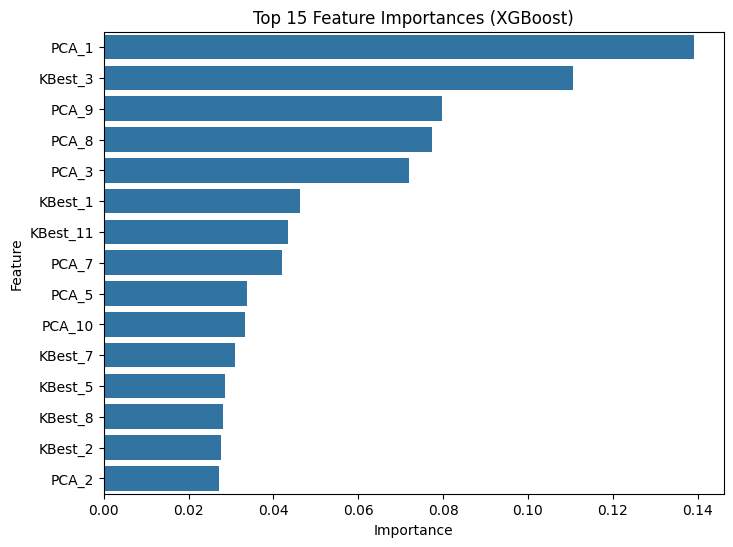 Top 15 Feature Importances (XGBoost)
PCA_1
KBest_3
PCA_9
PCA_8
PCA_3
KBest_1
KBest_11
PCA_7
PCA_5
PCA_10
KBest_7
KBest_5
KBest_8
KBest_2
PCA_2
Feature
0.00 0.02 0.04 0.06 0.08 0.10 0.12 0.14
Importance